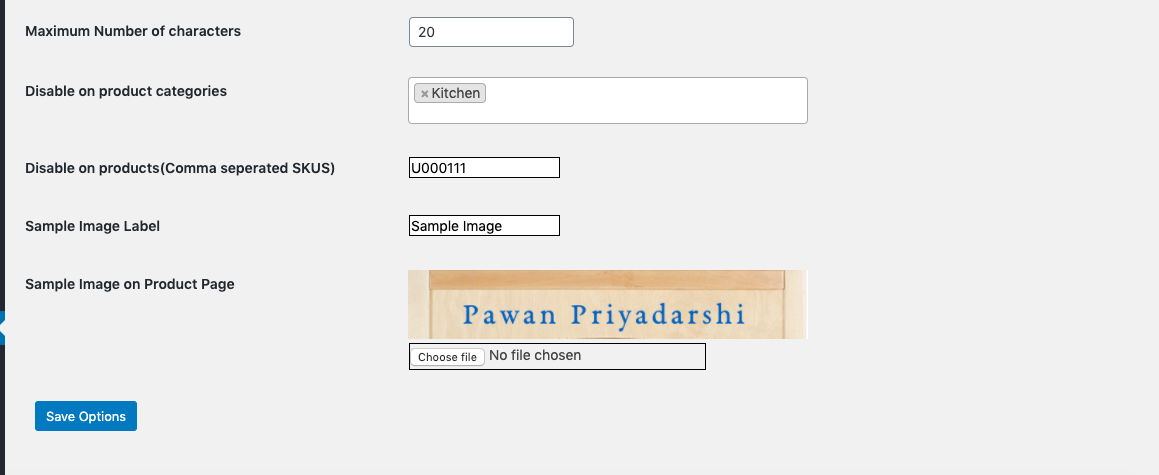 Maximum Number of characters
20
Disable on product categories
× Kitchen
Disable on products(Comma seperated SKUS)
U000111
Sample Image Label
Sample Image
Sample Image on Product Page
Pawan Priyadarshi
Choose file No file chosen
Save Options